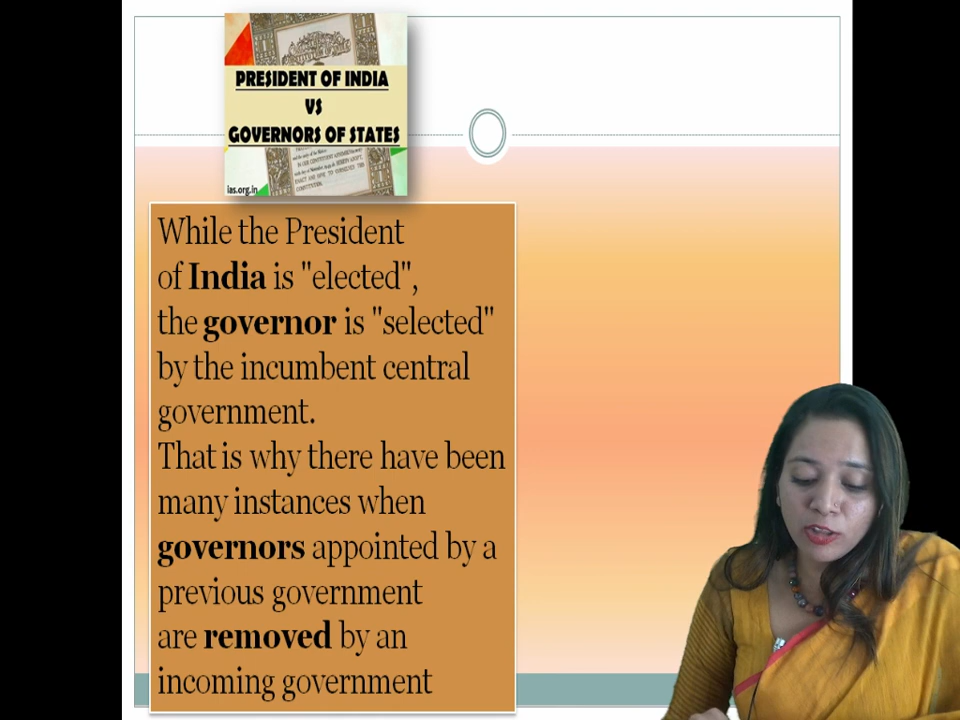 PRESIDENT OF INDIA
VS
GOVERNORS OF STATES
ias.org.in
While the President
of India is "elected",
the governor is "selected"
by the incumbent central
government.
That is why there have been
many instances when
governors appointed by a
previous government
are removed by an
incoming government